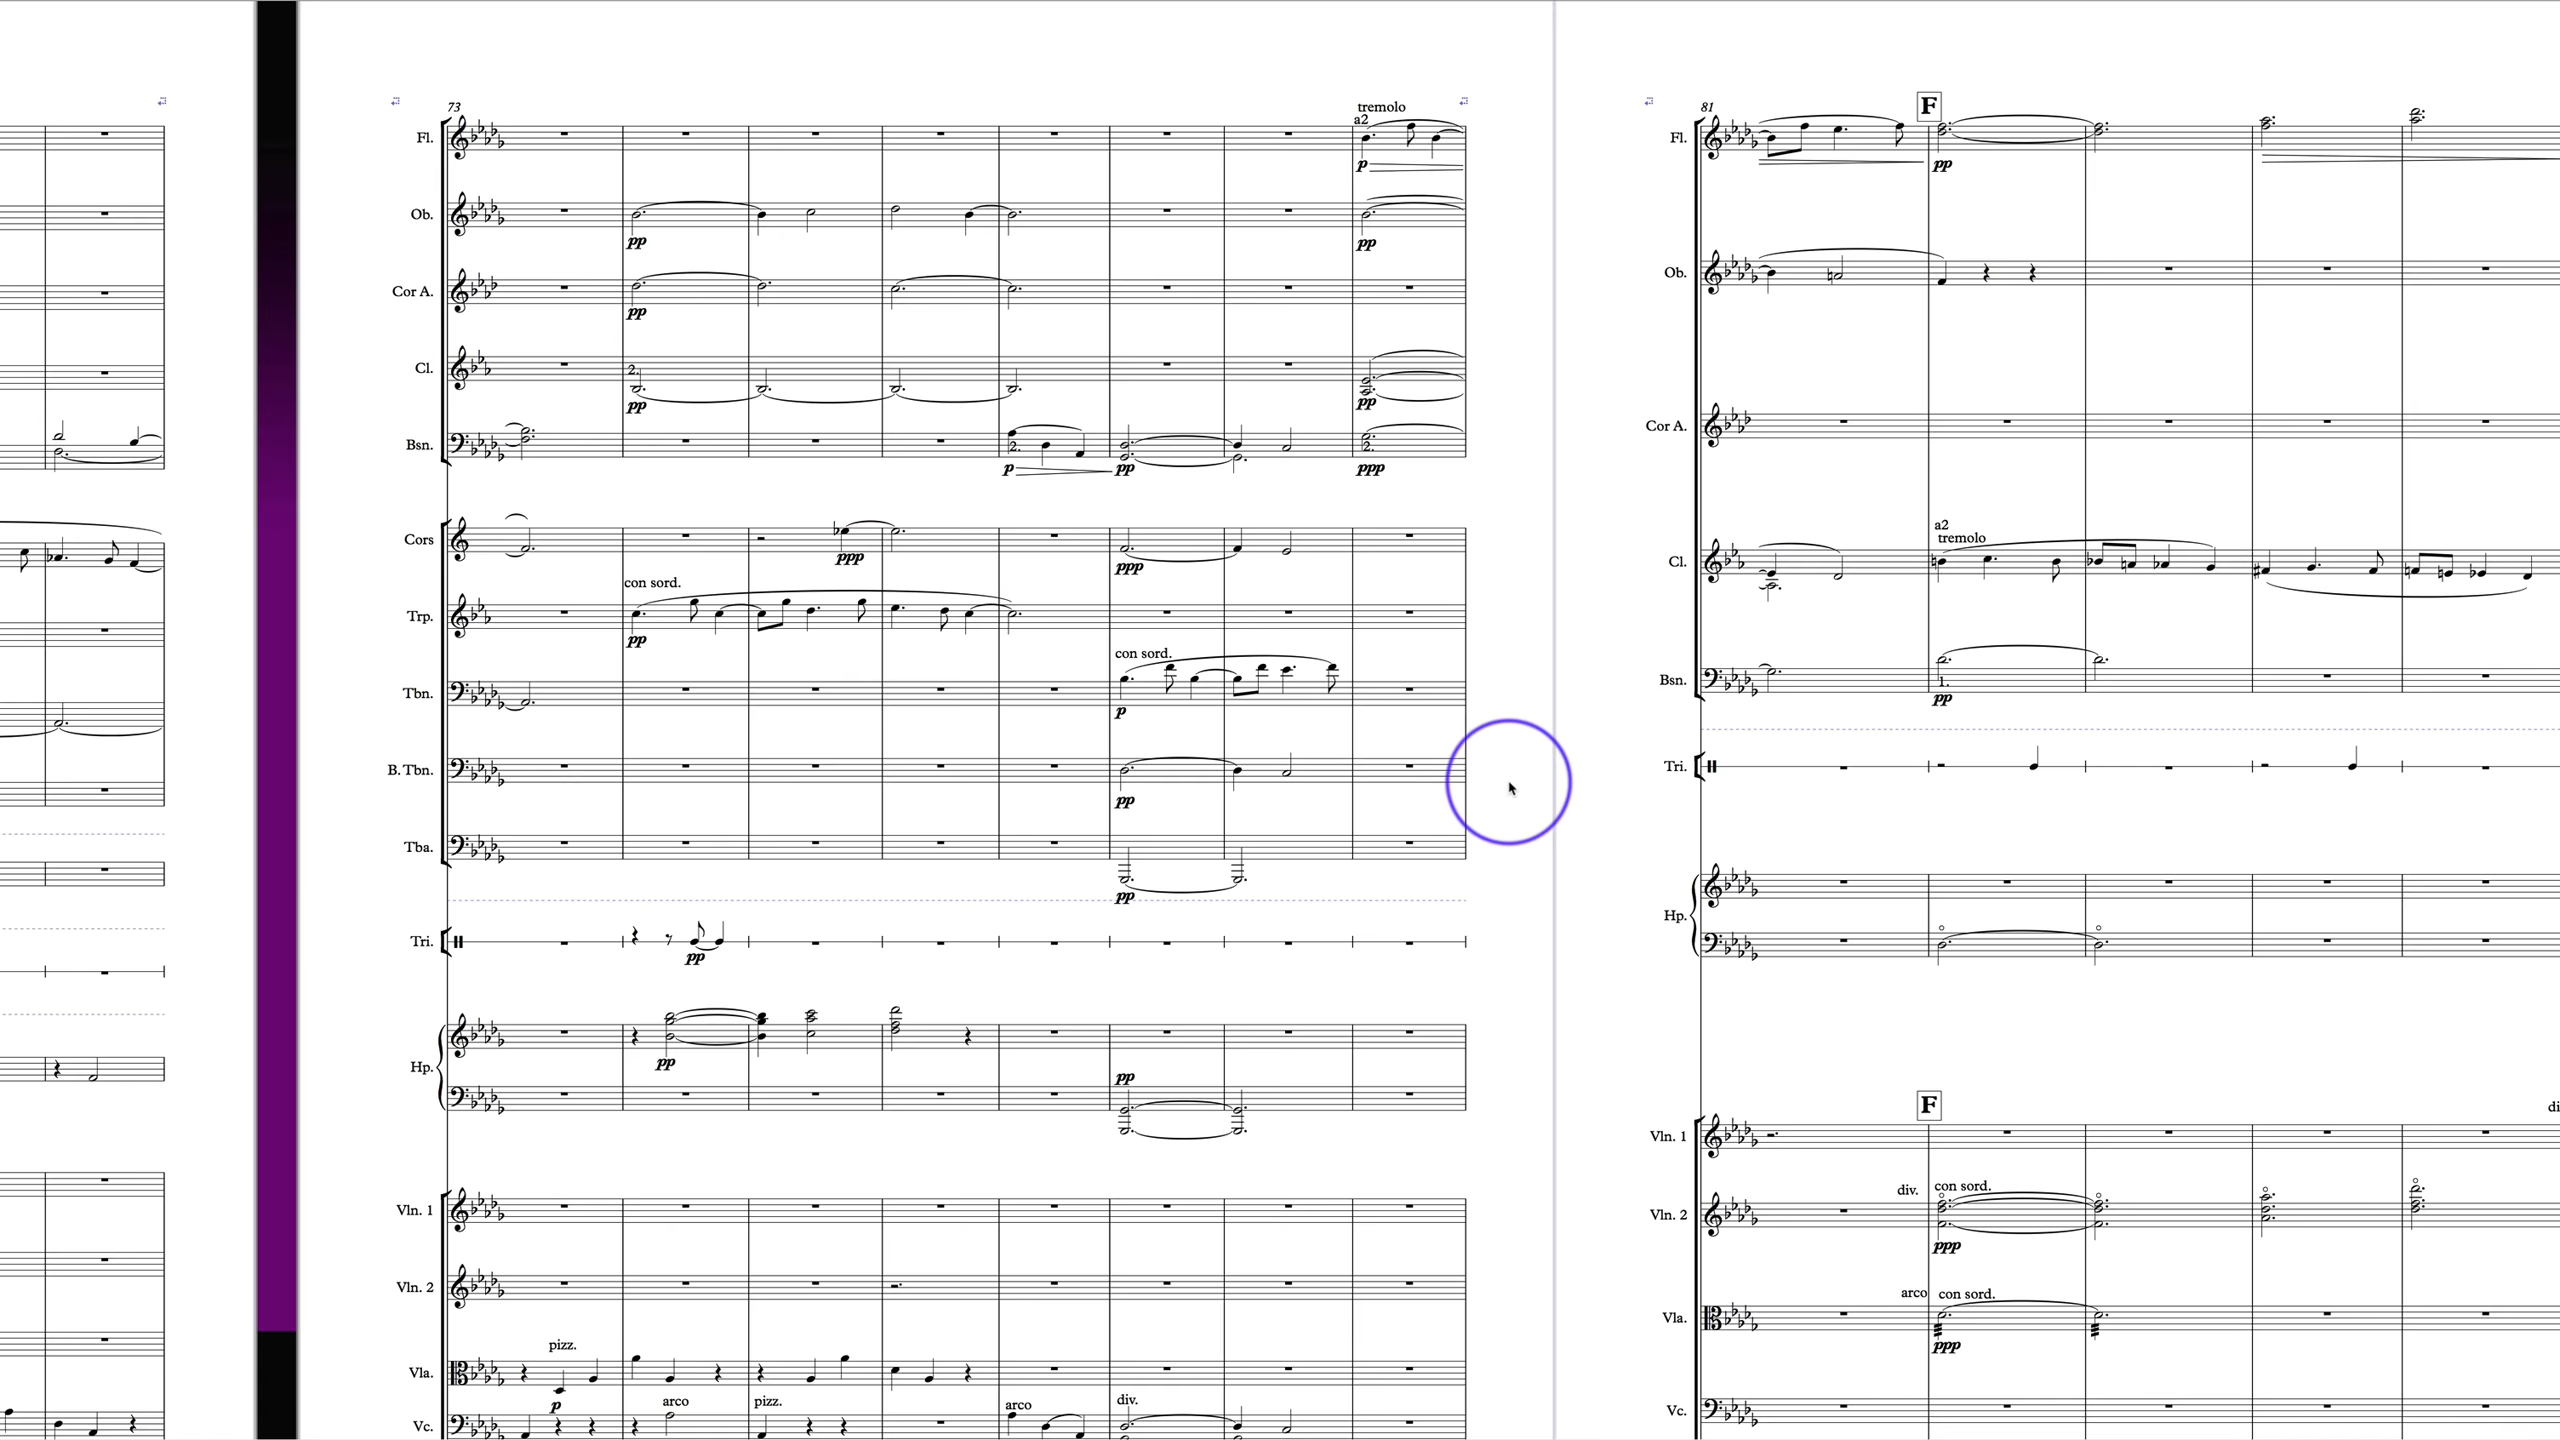 73
tremolo
a2
Fl.
p
Ob.
pp
pp
Cor A.
pp
Cl.
2.
pp
pp
Bsn.
2.
2.
p
pp
ppp
Cors
ppp
ppp
con sord.
Trp.
pp
con sord.
Tbn.
p
B. Tbn.
pp
Tba.
pp
Tri.
pp
pp
pp
Hp.
Vln. 1
Vln. 2
pizz.
Vla.
p
arco
pizz.
arco
div.
Vc.
81
F
Fl.
pp
Ob.
Cor A.
a2
tremolo
Cl.
Bsn.
1.
pp
Tri.
Hp.
F
di
Vln. 1
div.
con sord.
Vln. 2
ppp
arco
con sord.
Vla.
ppp
Vc.